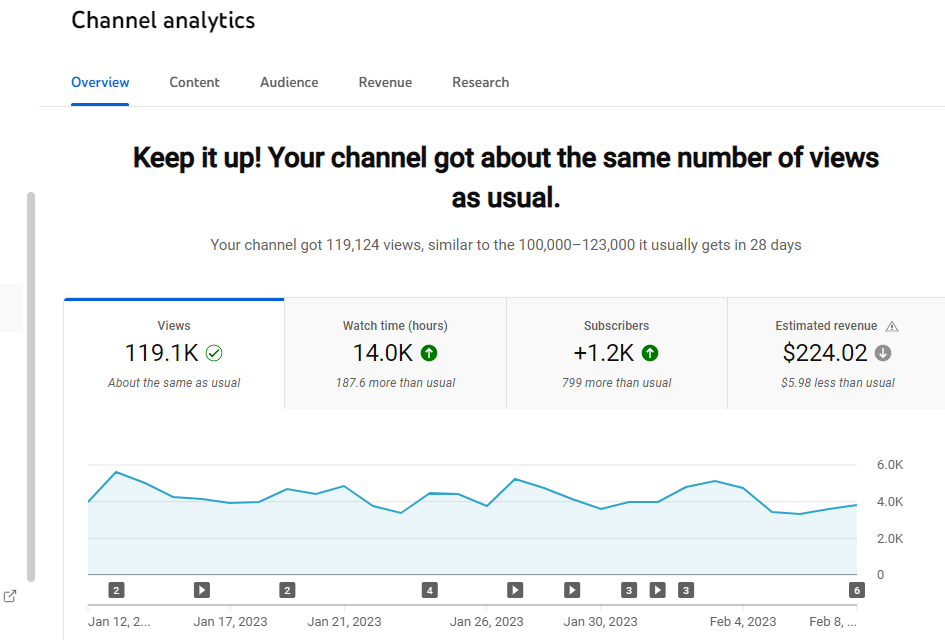 Channel analytics
Overview Content Audience Revenue Research
Keep it up! Your channel got about the same number of views
as usual.
Your channel got 119,124 views, similar to the 100,000–123,000 it usually gets in 28 days
Views Watch time (hours) Subscribers Estimated revenue
119.1K 14.0K +1.2K $224.02
About the same as usual 187.6 more than usual 799 more than usual $5.98 less than usual
6.0K
4.0K
2.0K
0
2 2 4 3 3 6
Jan 12, 2... Jan 17, 2023 Jan 21, 2023 Jan 26, 2023 Jan 30, 2023 Feb 4, 2023 Feb 8, ...